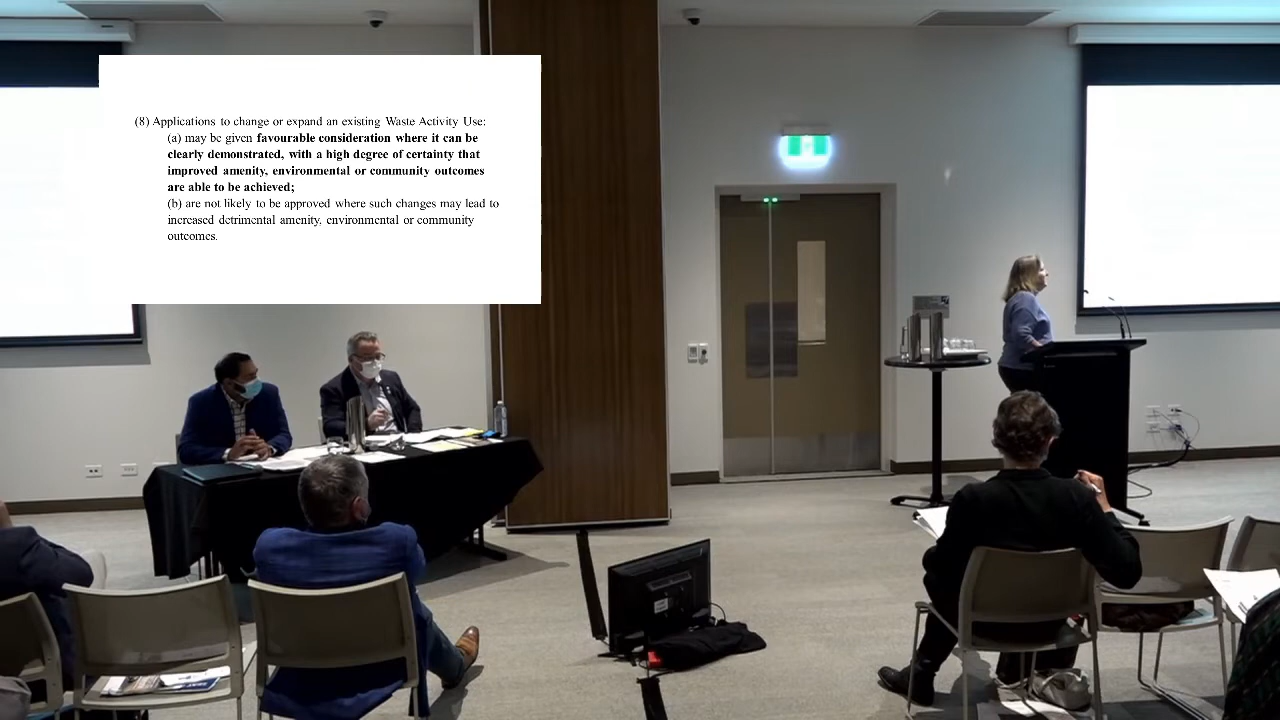 (8) Applications to change or expand an existing Waste Activity Use:
(a) may be given favourable consideration where it can be
clearly demonstrated, with a high degree of certainty that
improved amenity, environmental or community outcomes
are able to be achieved;
(b) are not likely to be approved where such changes may lead to
increased detrimental amenity, environmental or community
outcomes.